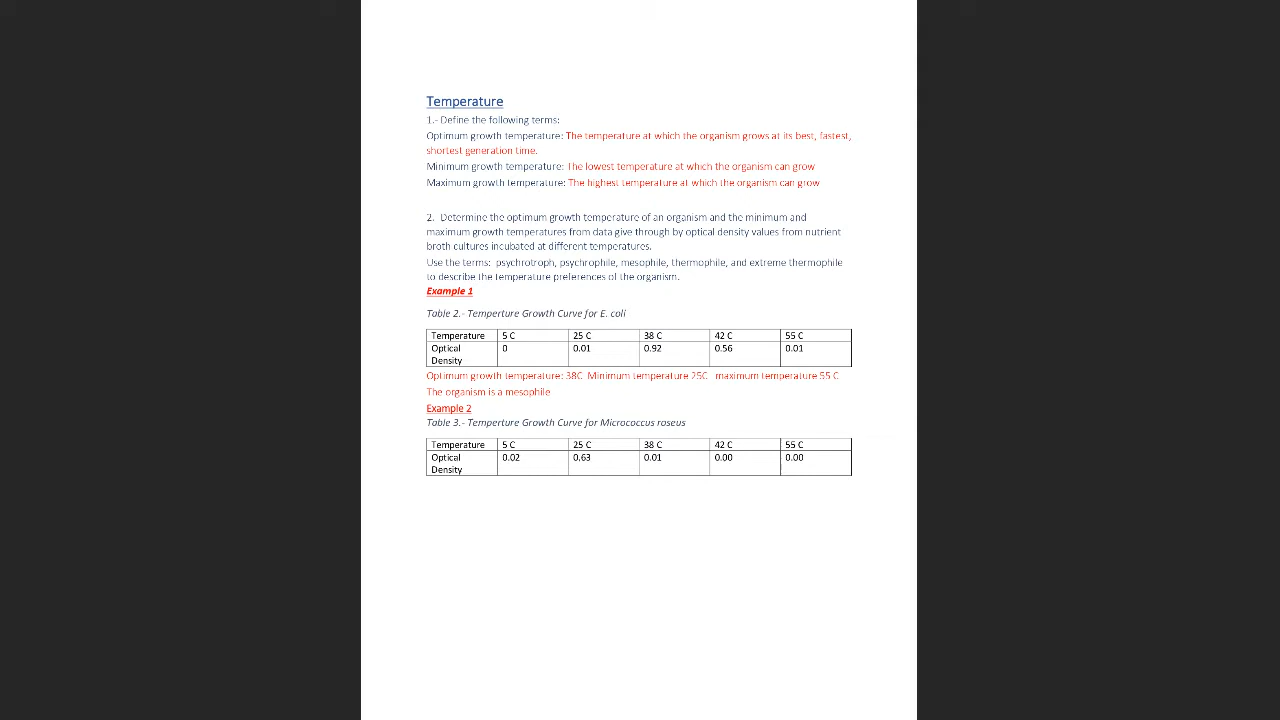 Temperature
1.- Define the following terms:
Optimum growth temperature: The temperature at which the organism grows at its best, fastest,
shortest generation time.
Minimum growth temperature: The lowest temperature at which the organism can grow
Maximum growth temperature: The highest temperature at which the organism can grow
2. Determine the optimum growth temperature of an organism and the minimum and
maximum growth temperatures from data give through by optical density values from nutrient
broth cultures incubated at different temperatures.
Use the terms: psychrotroph, psychrophile, mesophile, thermophile, and extreme thermophile
to describe the temperature preferences of the organism.
Example 1
Table 2.- Temperture Growth Curve for E. coli
Temperature 5 C 25 C 38 C 42 C 55 C
Optical 0 0.01 0.92 0.56 0.01
Density
Optimum growth temperature: 38C Minimum temperature 25C maximum temperature 55 C
The organism is a mesophile
Example 2
Table 3.- Temperture Growth Curve for Micrococcus roseus
Temperature 5 C 25 C 38 C 42 C 55 C
Optical 0.02 0.63 0.01 0.00 0.00
Density